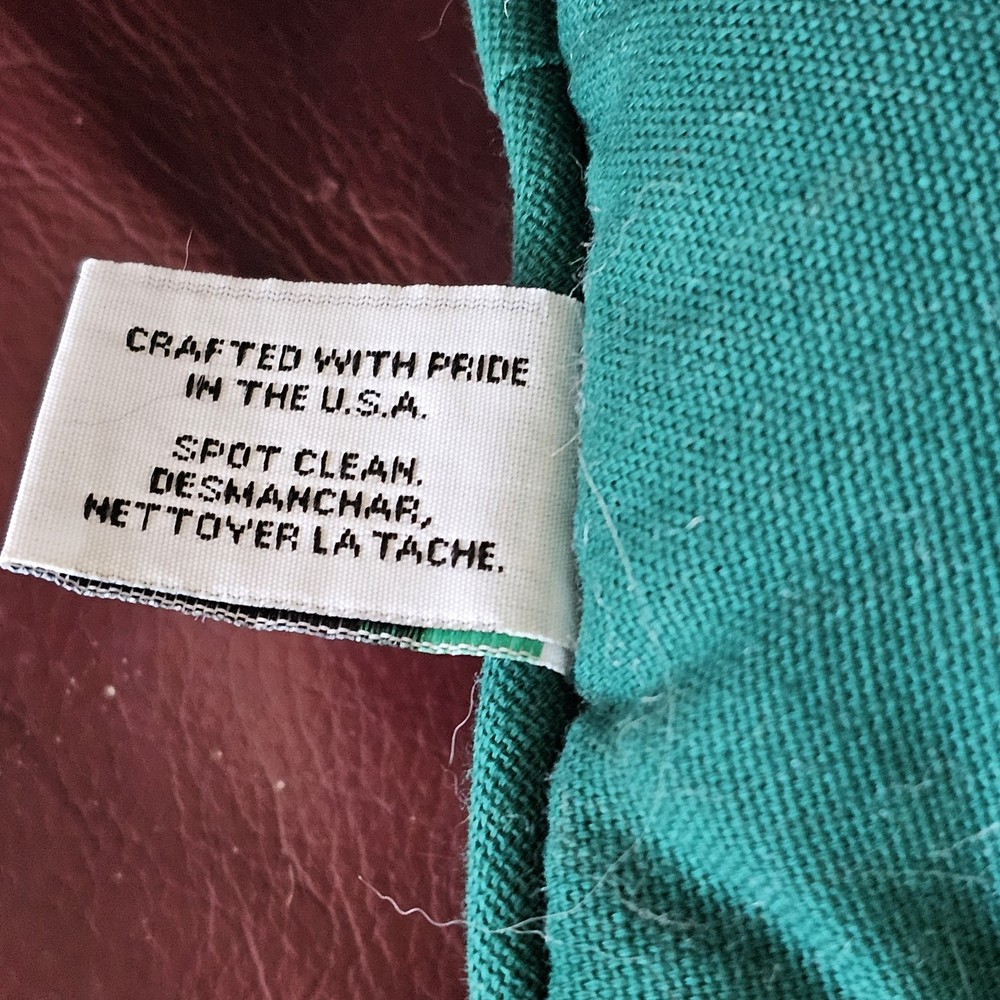 CRAFTED WITH PRIDE
IN THE U.S.A.
SPOT CLEAN.
DESMANCHAR,
NETTOYER LA TACHE.